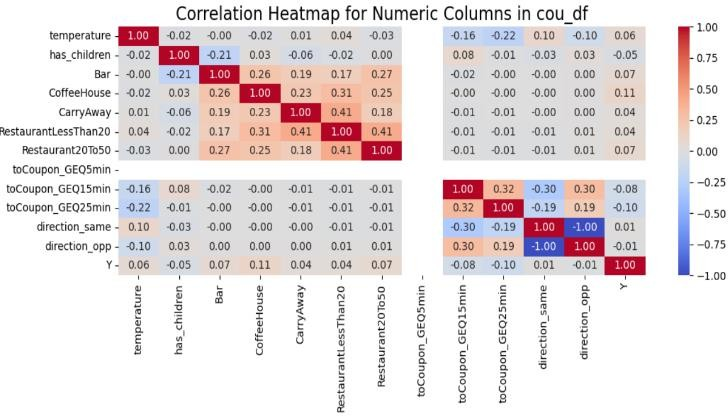 Correlation Heatmap for Numeric Columns in cou_df
temperature 1.00 -0.02 -0.00 -0.02 0.01 0.04 -0.03 -0.16 -0.22 0.10 -0.10 0.06
has_children -0.02 1.00 -0.21 0.03 -0.06 -0.02 0.00 0.08 -0.01 -0.03 0.03 -0.05
Bar -0.00 -0.21 1.00 0.26 0.19 0.17 0.27 -0.02 -0.00 -0.00 0.00 0.07
CoffeeHouse -0.02 0.03 0.26 1.00 0.23 0.31 0.25 -0.00 -0.00 -0.00 0.00 0.11
CarryAway 0.01 -0.06 0.19 0.23 1.00 0.41 0.18 -0.01 -0.01 -0.00 0.00 0.04
RestaurantLessThan20 0.04 -0.02 0.17 0.31 0.41 1.00 0.41 -0.01 -0.01 -0.01 0.01 0.04
Restaurant20To50 -0.03 0.00 0.27 0.25 0.18 0.41 1.00 -0.01 -0.01 -0.01 0.01 0.07
toCoupon_GEQ5min
toCoupon_GEQ15min -0.16 0.08 -0.02 -0.00 -0.01 -0.01 -0.01 1.00 0.32 -0.30 0.30 -0.08
toCoupon_GEQ25min -0.22 -0.01 -0.00 -0.00 -0.01 -0.01 -0.01 0.32 1.00 -0.19 0.19 -0.10
direction_same 0.10 -0.03 -0.00 -0.00 -0.00 -0.01 -0.01 -0.30 -0.19 1.00 -1.00 0.01
direction_opp -0.10 0.03 0.00 0.00 0.00 0.01 0.01 0.30 0.19 -1.00 1.00 -0.01
Y 0.06 -0.05 0.07 0.11 0.04 0.04 0.07 -0.08 -0.10 0.01 -0.01 1.00
temperature
has_children
Bar
CoffeeHouse
CarryAway
RestaurantLessThan20
Restaurant20To50
toCoupon_GEQ5min
toCoupon_GEQ15min
toCoupon_GEQ25min
direction_same
direction_opp
Y
1.00
0.75
0.50
0.25
0.00
−0.25
−0.50
−0.75
−1.00